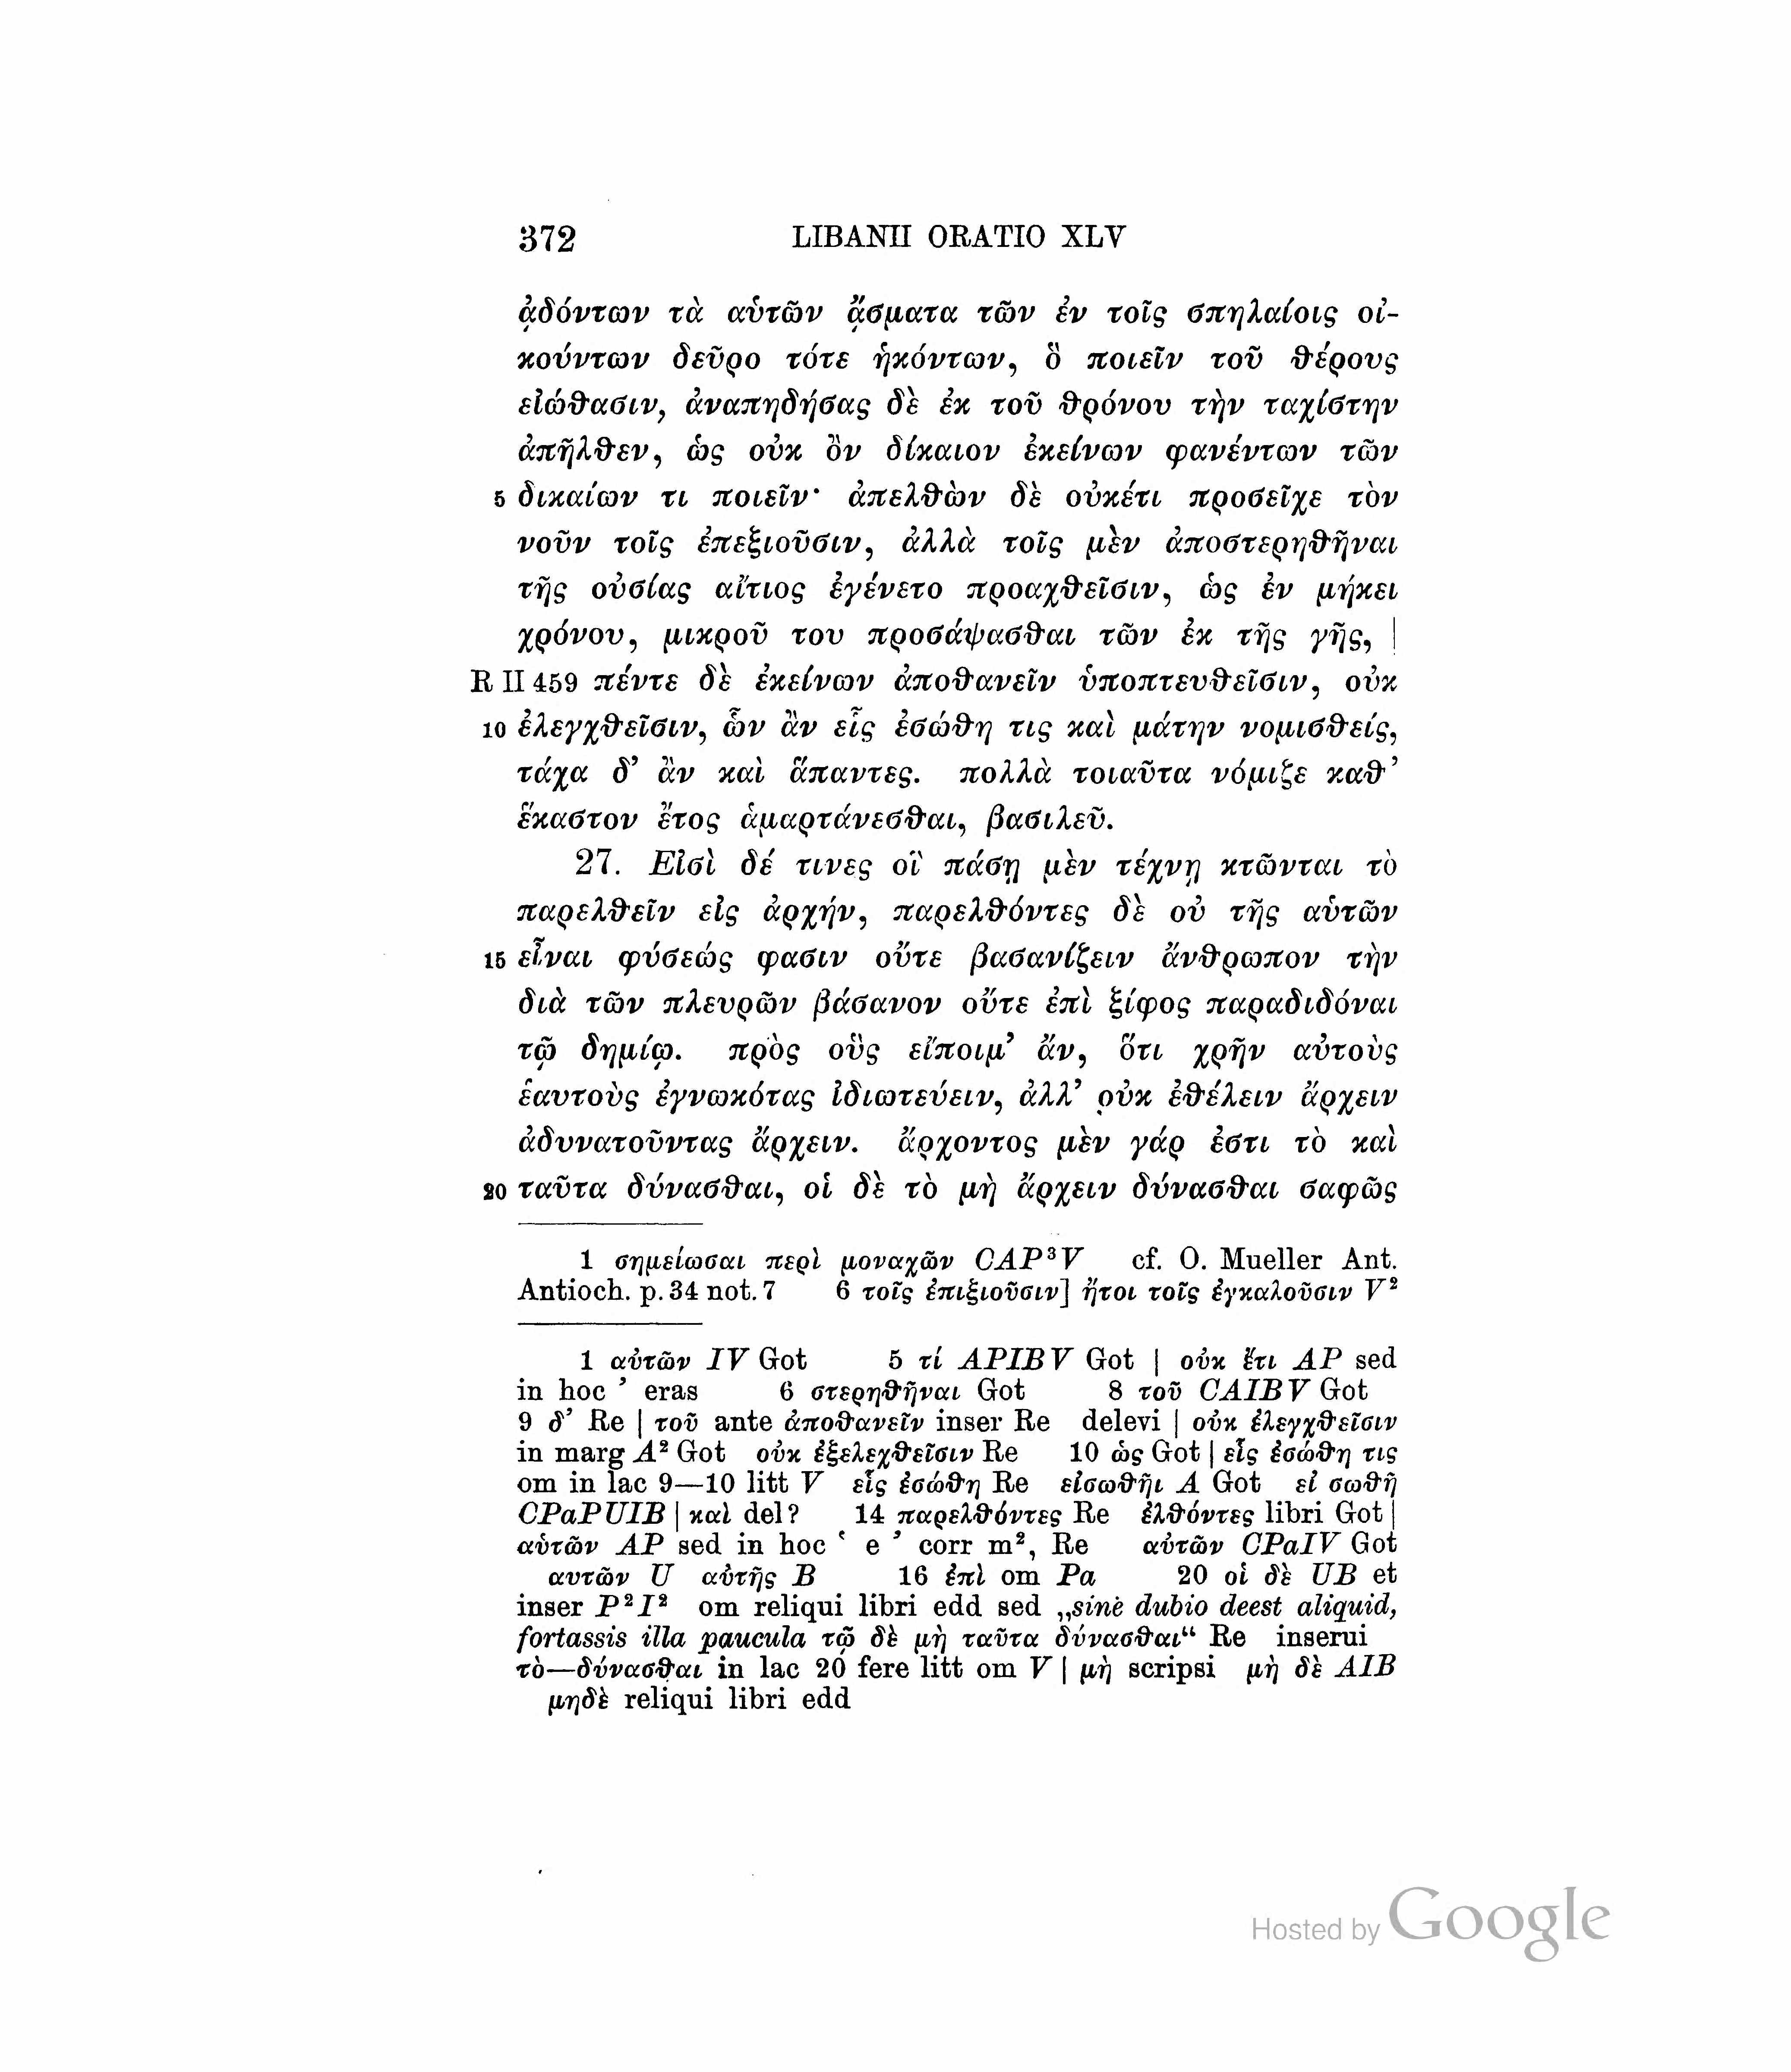 372 LIBANII ORATIO XLV
ᾀδόντων τὰ αὑτῶν ᾄσματα τῶν ἐν τοῖς σπηλαίοις οἰ-
κούντων δεῦρο τότε ἡκόντων, ὃ ποιεῖν τοῦ θέρους
εἰώθασιν, ἀναπηδήσας δὲ ἐκ τοῦ θρόνου τὴν ταχίστην
ἀπῆλθεν, ὡς οὐκ ὂν δίκαιον ἐκείνων φανέντων τῶν
5 δικαίων τι ποιεῖν· ἀπελθὼν δὲ οὐκέτι προσεῖχε τὸν
νοῦν τοῖς ἐπεξιοῦσιν, ἀλλὰ τοῖς μὲν ἀποστερηθῆναι
τῆς οὐσίας αἴτιος ἐγένετο προαχθεῖσιν, ὡς ἐν μήκει
χρόνου, μικροῦ του προσάψασθαι τῶν ἐκ τῆς γῆς, |
R II 459 πέντε δὲ ἐκείνων ἀποθανεῖν ὑποπτευθεῖσιν, οὐκ
10 ἐλεγχθεῖσιν, ὧν ἂν εἷς ἐσώθη τις καὶ μάτην νομισθείς,
τάχα δ’ ἂν καὶ ἅπαντες. πολλὰ τοιαῦτα νόμιζε καθ’
ἕκαστον ἔτος ἁμαρτάνεσθαι, βασιλεῦ.
27. Εἰσὶ δέ τινες οἳ πάσῃ μὲν τέχνῃ κτῶνται τὸ
παρελθεῖν εἰς ἀρχήν, παρελθόντες δὲ οὐ τῆς αὑτῶν
15 εἶναι φύσεώς φασιν οὔτε βασανίζειν ἄνθρωπον τὴν
διὰ τῶν πλευρῶν βάσανον οὔτε ἐπὶ ξίφος παραδιδόναι
τῷ δημίῳ. πρὸς οὓς εἴποιμ’ ἄν, ὅτι χρῆν αὐτοὺς
ἑαυτοὺς ἐγνωκότας ἰδιωτεύειν, ἀλλ’ οὐκ ἐθέλειν ἄρχειν
ἀδυνατοῦντας ἄρχειν. ἄρχοντος μὲν γάρ ἐστι τὸ καὶ
20 ταῦτα δύνασθαι, οἱ δὲ τὸ μὴ ἄρχειν δύνασθαι σαφῶς
1 σημείωσαι περὶ μοναχῶν CAP³V cf. O. Mueller Ant.
Antioch. p. 34 not. 7 6 τοῖς ἐπιξιοῦσιν] ἤτοι τοῖς ἐγκαλοῦσιν V²
1 αὐτῶν IV Got 5 τί APIBV Got | οὐκ ἔτι AP sed
in hoc ’ eras 6 στερηθῆναι Got 8 τοῦ CAIBV Got
9 δ’ Re | τοῦ ante ἀποθανεῖν inser Re delevi | οὐκ ἐλεγχθεῖσιν
in marg A² Got οὐκ ἐξελεχθεῖσιν Re 10 ὡς Got | εἷς ἐσώθη τις
om in lac 9—10 litt V εἷς ἐσώθη Re εἰσωθῆι A Got εἰ σωθῆ
CPaPUIB | καὶ del? 14 παρελθόντες Re ἐλθόντες libri Got |
αὑτῶν AP sed in hoc ‘ e ’ corr m², Re αὐτῶν CPaIV Got
αυτῶν U αὐτῆς B 16 ἐπὶ om Pa 20 οἱ δὲ UB et
inser P²I² om reliqui libri edd sed „sine dubio deest aliquid,
fortassis illa paucula τῷ δὲ μὴ ταῦτα δύνασθαι“ Re inserui
τὸ—δύνασθαι in lac 20 fere litt om V | μὴ scripsi μὴ δὲ AIB
μηδὲ reliqui libri edd
Hosted by Google